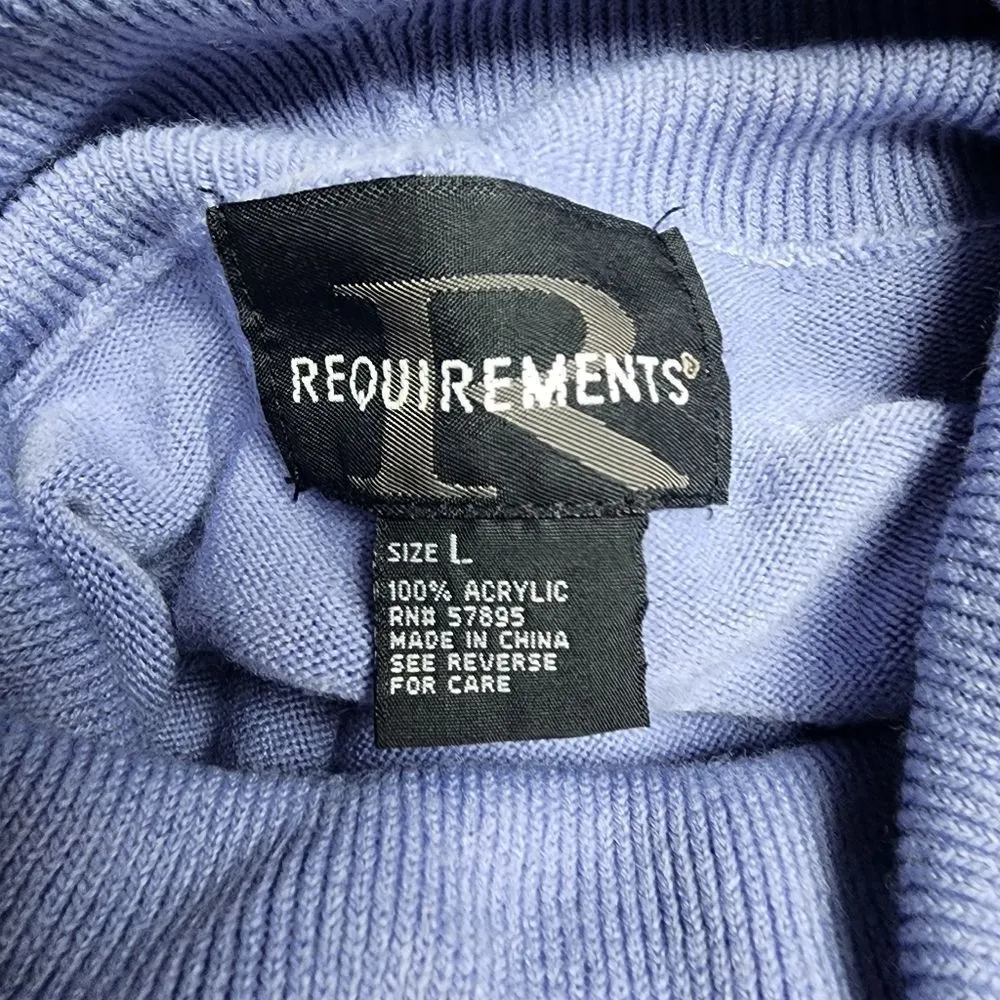 R
REQUIREMENTS®
SIZE L
100% ACRYLIC
RN# 57895
MADE IN CHINA
SEE REVERSE
FOR CARE